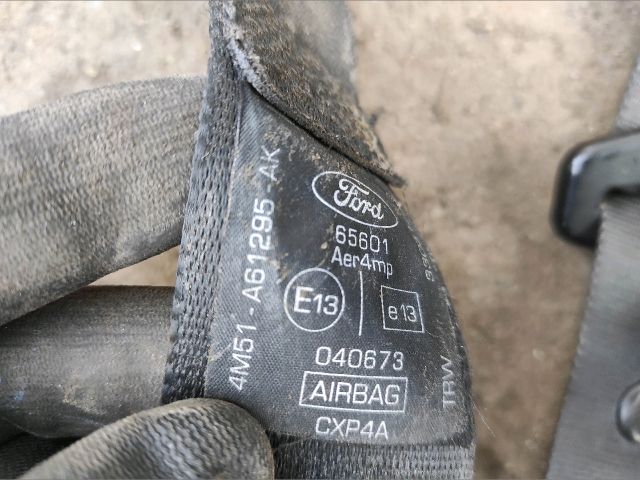 4M51-A61295-AK
Ford
65601
Aer4mp
E13
e13
040673
AIRBAG
CXP4A
TRW